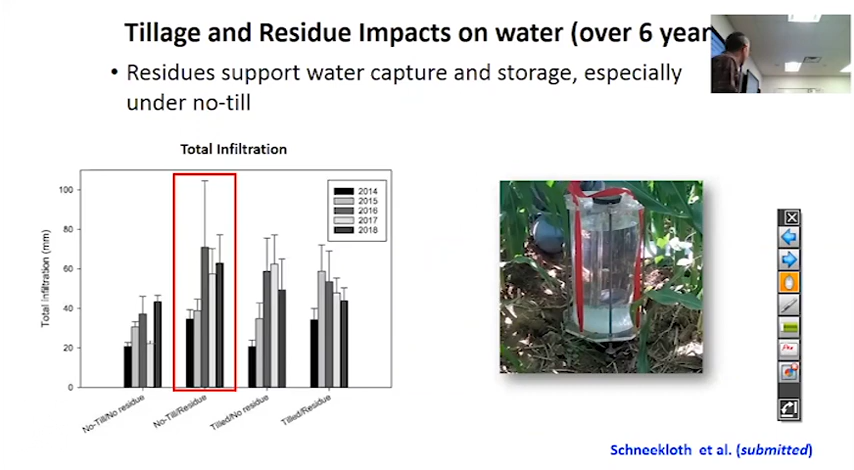 Tillage and Residue Impacts on water (over 6 year
• Residues support water capture and storage, especially
under no-till
Total Infiltration
Total Infiltration (mm)
100
80
60
40
20
0
2014
2015
2016
2017
2018
No-Till/No residue
No-Till/Residue
Tilled/No residue
Tilled/Residue
Schneekloth et al. (submitted)